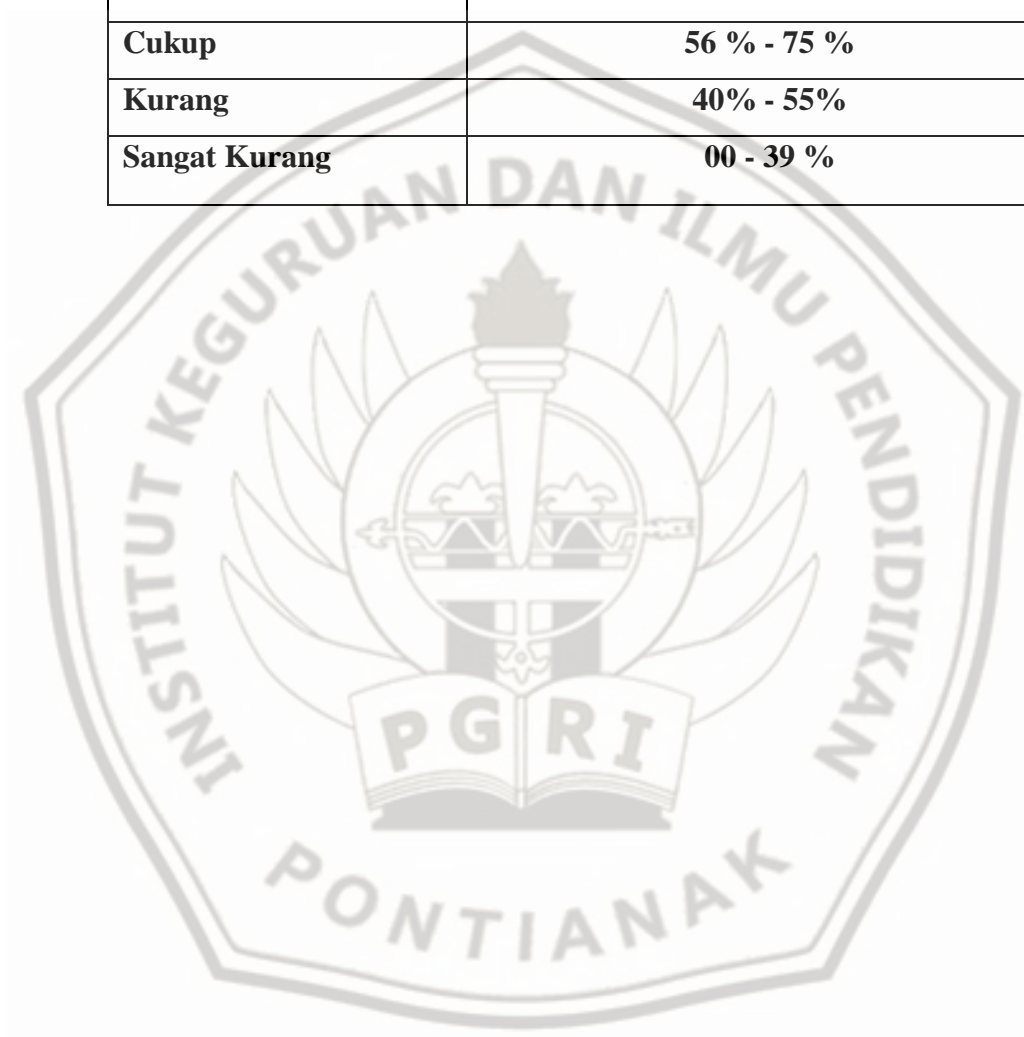 Cukup 56 % - 75 %
Kurang 40% - 55%
Sangat Kurang 00 - 39 %
INSTITUT KEGURUAN DAN ILMU PENDIDIKAN
PGRI
PONTIANAK